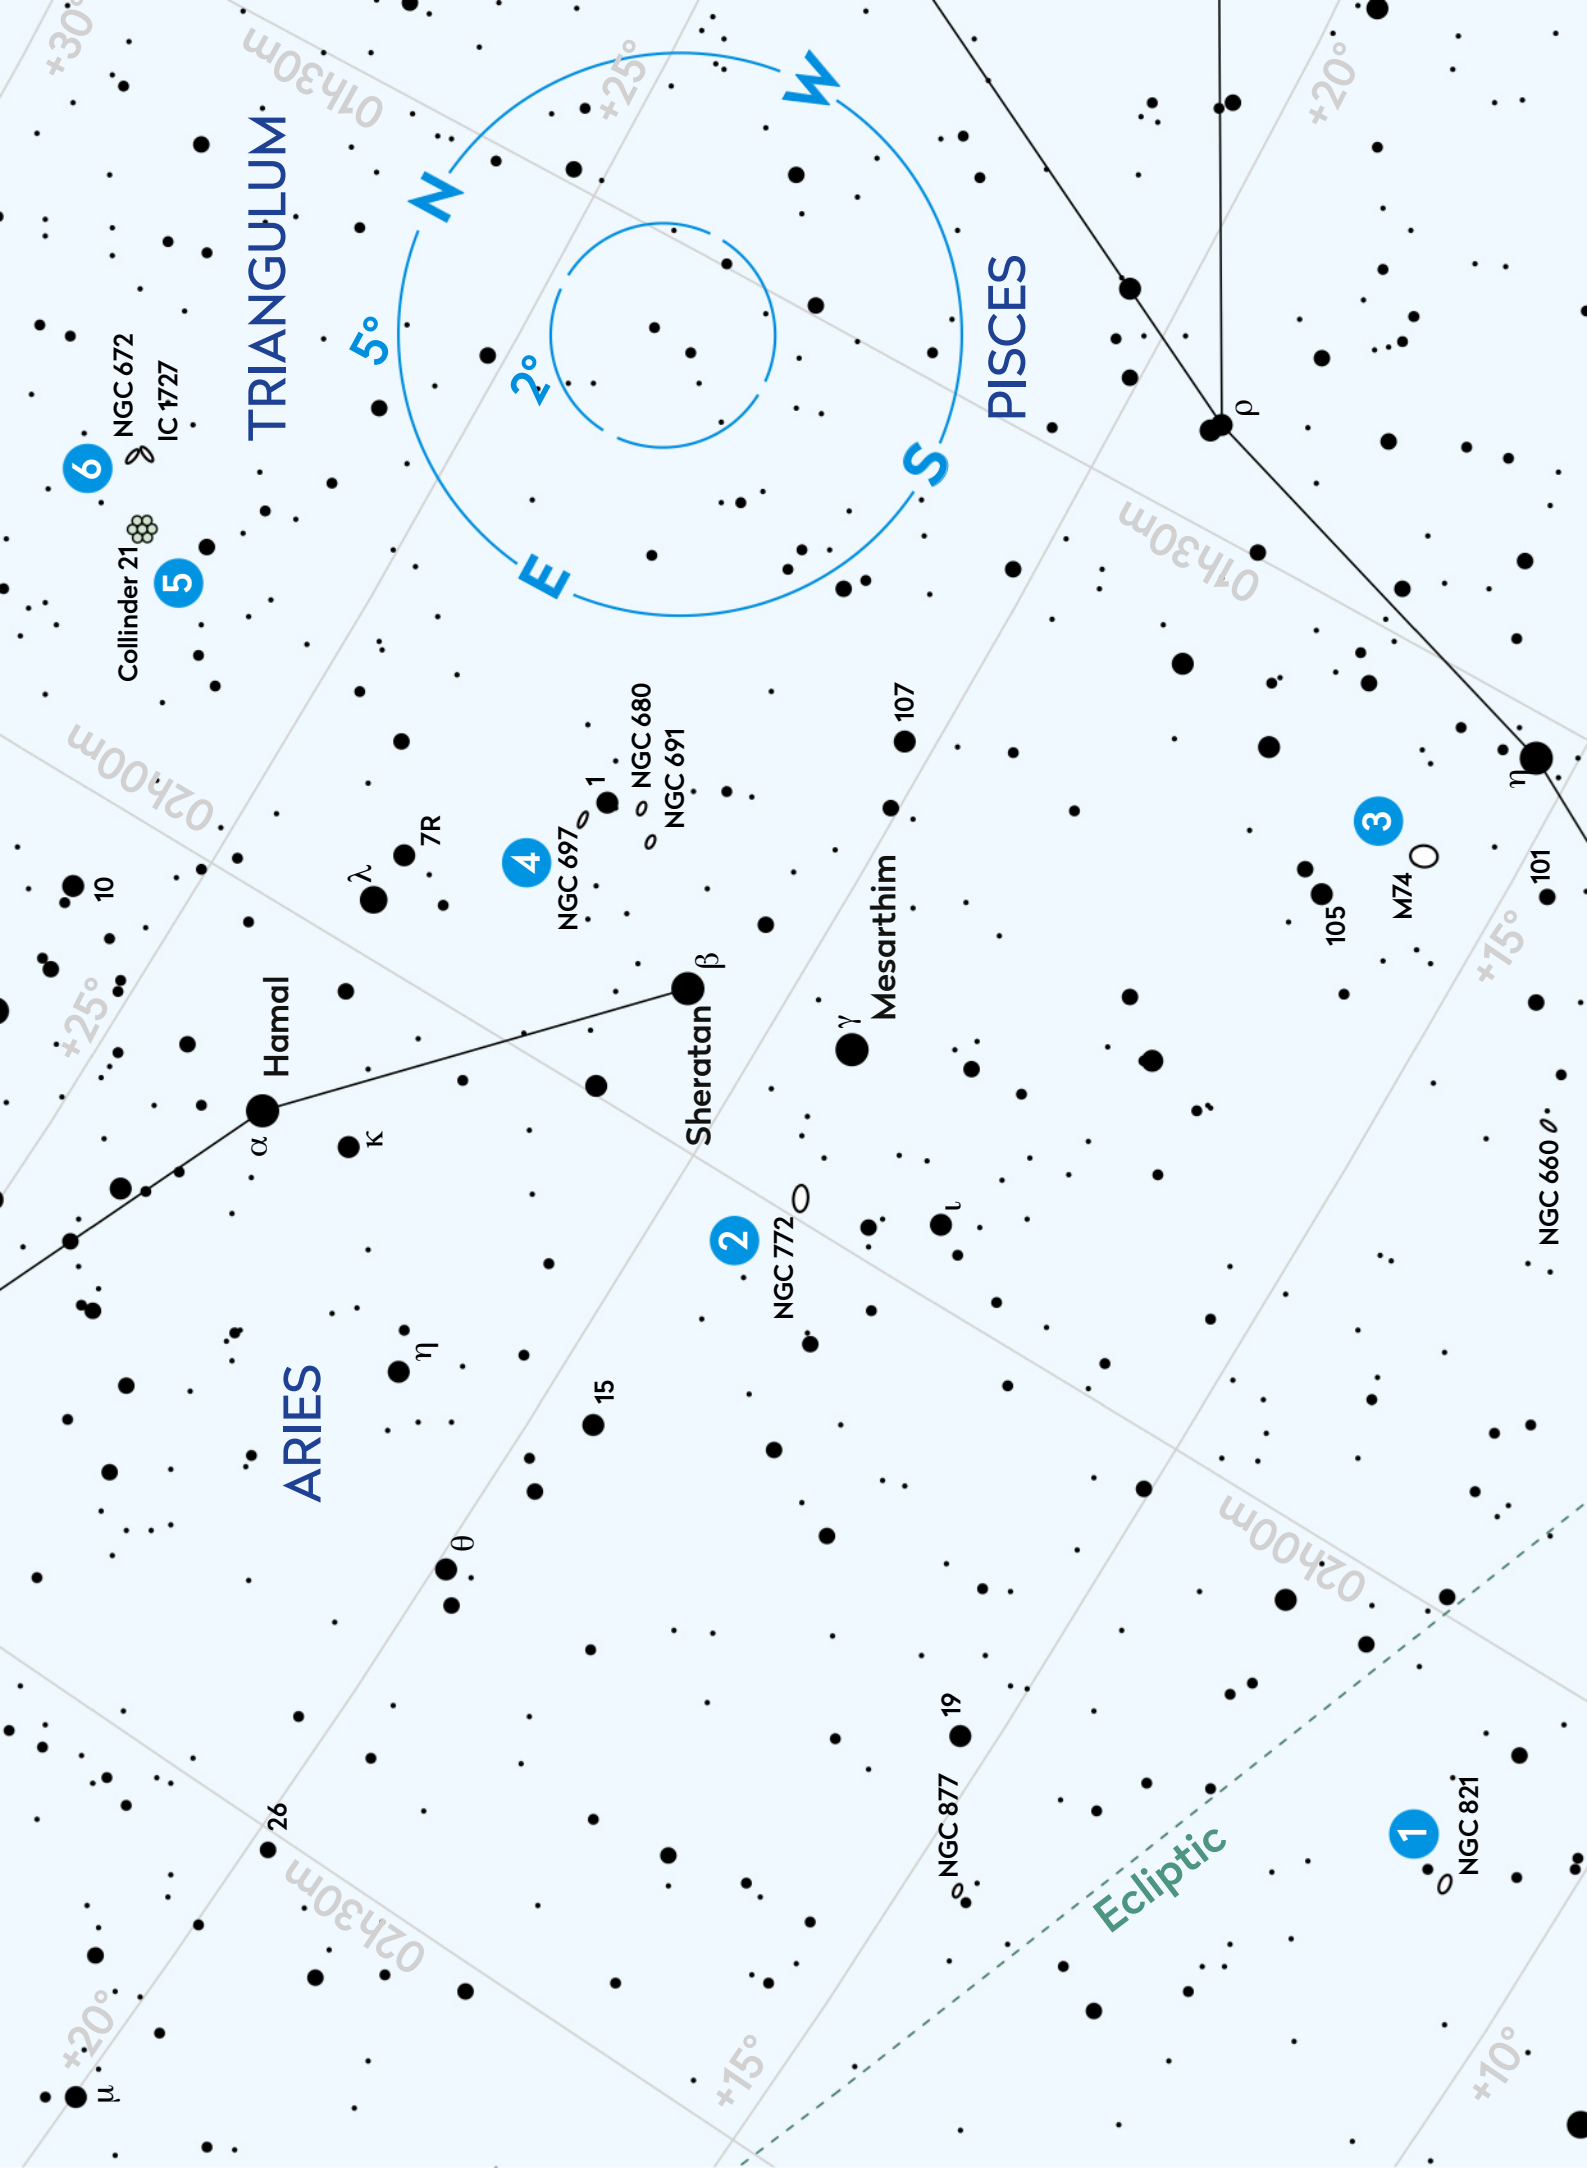 +30°
01h30m
+25°
+20°
W
N
TRIANGULUM
5°
2°
PISCES
NGC 672
IC 1727
6
ρ
S
E
01h30m
Collinder 21
5
02h00m
107
NGC 680
NGC 691
1
η
3
7R
λ
4
NGC 697
10
M74
101
105
+15°
Mesarthim
γ
β
Sheratan
+25°
Hamal
α
κ
NGC 660
2
NGC 772
ι
η
ARIES
15
θ
02h00m
19
NGC 877
26
1
NGC 821
Ecliptic
02h30m
+20°
μ
+15°
+10°